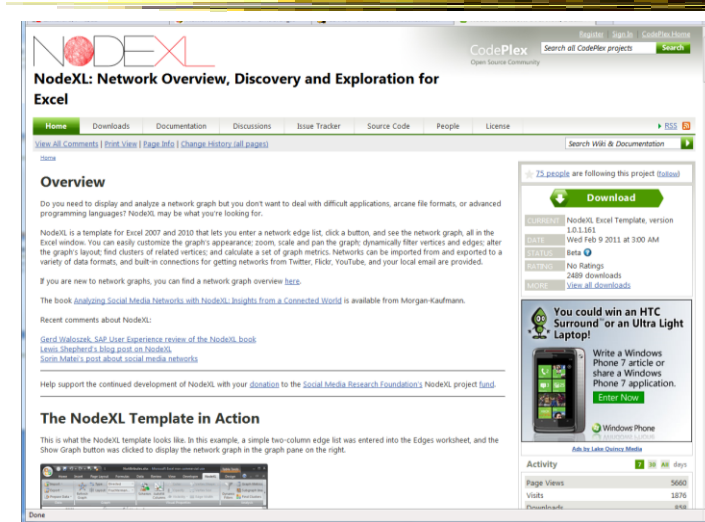 NODEXL
Register | Sign In | CodePlex Home
CodePlex
Open Source Community
Search all CodePlex projects
Search
NodeXL: Network Overview, Discovery and Exploration for
Excel
Home Downloads Documentation Discussions Issue Tracker Source Code People License
RSS
View All Comments | Print View | Page Info | Change History (all pages)
Search Wiki & Documentation
Home
Overview
Do you need to display and analyze a network graph but you don't want to deal with difficult applications, arcane file formats, or advanced
programming languages? NodeXL may be what you're looking for.
NodeXL is a template for Excel 2007 and 2010 that lets you enter a network edge list, click a button, and see the network graph, all in the
Excel window. You can easily customize the graph's appearance; zoom, scale and pan the graph; dynamically filter vertices and edges; alter
the graph's layout; find clusters of related vertices; and calculate a set of graph metrics. Networks can be imported from and exported to a
variety of data formats, and built-in connections for getting networks from Twitter, Flickr, YouTube, and your local email are provided.
If you are new to network graphs, you can find a network graph overview here.
The book Analyzing Social Media Networks with NodeXL: Insights from a Connected World is available from Morgan-Kaufmann.
Recent comments about NodeXL:
Gerd Waloszek, SAP User Experience review of the NodeXL book
Lewis Shepherd's blog post on NodeXL
Sorin Matei's post about social media networks
Help support the continued development of NodeXL with your donation to the Social Media Research Foundation's NodeXL project fund.
The NodeXL Template in Action
This is what the NodeXL template looks like. In this example, a simple two-column edge list was entered into the Edges worksheet, and the
Show Graph button was clicked to display the network graph in the graph pane on the right.
75 people are following this project (follow)
Download
CURRENT NodeXL Excel Template, version
1.0.1.161
DATE Wed Feb 9 2011 at 3:00 AM
STATUS Beta
RATING No Ratings
2489 downloads
MORE View all downloads
You could win an HTC
Surround™ or an Ultra Light
Laptop!
Write a Windows
Phone 7 article or
share a Windows
Phone 7 application.
Enter Now
Windows Phone
Ads by Lake Quincy Media
Activity 7 30 All days
Page Views 5660
Visits 1876
Downloads 858
Done